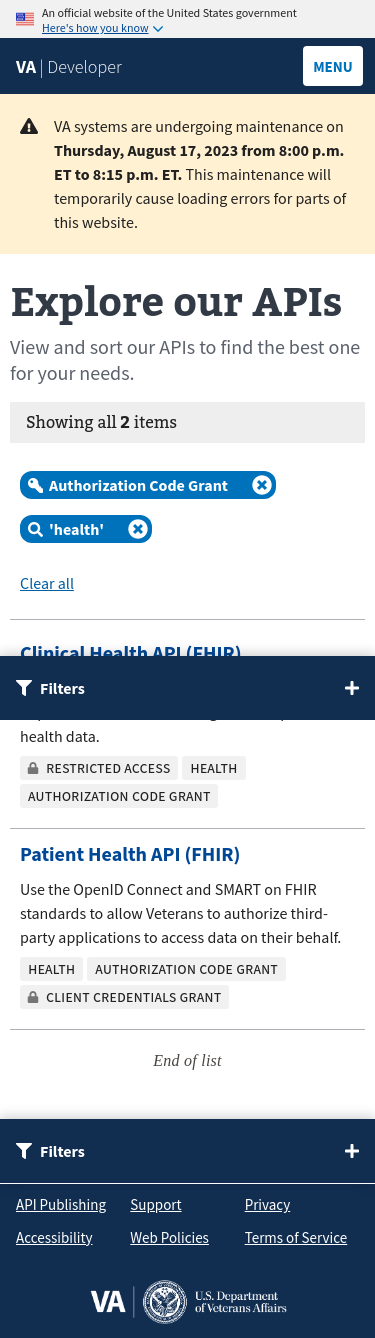 An official website of the United States government
Here's how you know
VA | Developer
MENU
VA systems are undergoing maintenance on
Thursday, August 17, 2023 from 8:00 p.m.
ET to 8:15 p.m. ET. This maintenance will
temporarily cause loading errors for parts of
this website.
Explore our APIs
View and sort our APIs to find the best one
for your needs.
Showing all 2 items
Authorization Code Grant
'health'
Clear all
Clinical Health API (FHIR)
Filters
health data.
RESTRICTED ACCESS HEALTH
AUTHORIZATION CODE GRANT
Patient Health API (FHIR)
Use the OpenID Connect and SMART on FHIR
standards to allow Veterans to authorize third-
party applications to access data on their behalf.
HEALTH AUTHORIZATION CODE GRANT
CLIENT CREDENTIALS GRANT
End of list
Filters
API Publishing Support Privacy
Accessibility Web Policies Terms of Service
VA
U.S. Department
of Veterans Affairs